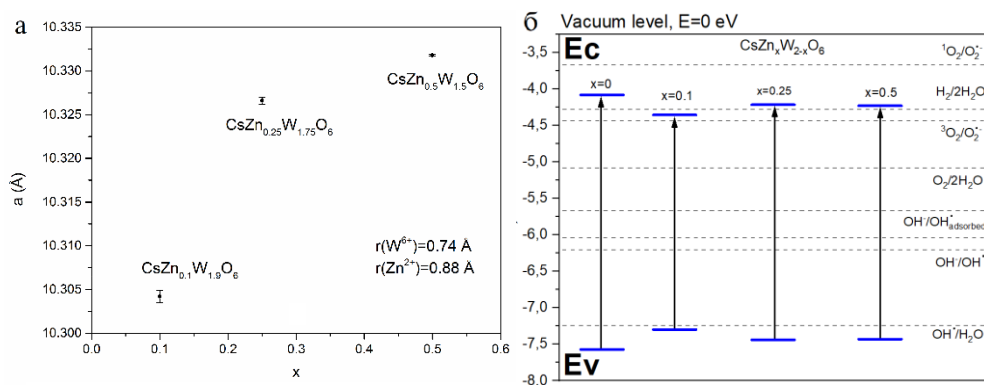 а
10.335
10.330
10.325
10.320
10.315
10.310
10.305
10.300
a (Å)
0.0 0.1 0.2 0.3 0.4 0.5 0.6
x
CsZn₀.₅W₁.₅O₆
CsZn₀.₂₅W₁.₇₅O₆
CsZn₀.₁W₁.₉O₆
r(W⁶⁺)=0.74 Å
r(Zn²⁺)=0.88 Å
б Vacuum level, E=0 eV
-3,5
-4,0
-4,5
-5,0
-5,5
-6,0
-6,5
-7,0
-7,5
-8,0
Ec
CsZnₓW₂₋ₓO₆
x=0
x=0.1
x=0.25
x=0.5
¹O₂/O₂•-
H₂/2H₂O
³O₂/O₂•-
O₂/2H₂O
OH⁻/OH•adsorbed
OH⁻/OH•
OH•/H₂O
Ev